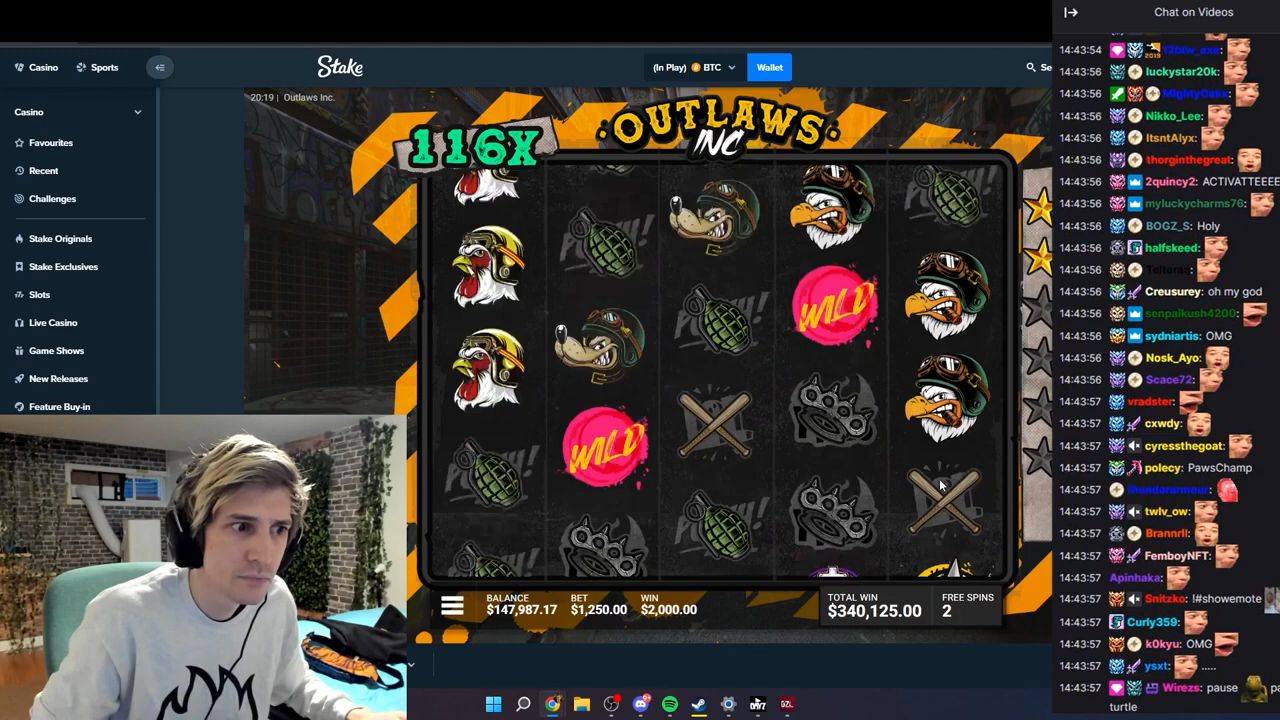 Chat on Videos
Casino
Sports
Stake
(In Play) BTC
Wallet
Se
Casino
Favourites
Recent
Challenges
Stake Originals
Stake Exclusives
Slots
Live Casino
Game Shows
New Releases
Feature Buy-in
20:19 | Outlaws Inc.
116X
OUTLAWS
INC
WILD
WILD
BALANCE
$147,987.17
BET
$1,250.00
WIN
$2,000.00
TOTAL WIN
$340,125.00
FREE SPINS
2
14:43:54
14:43:56 luckystar20k:
14:43:56 MightyOaks:
14:43:56 Nikko_Lee:
14:43:56 ItsntAlyx:
14:43:56 thorginthegreat:
14:43:56 2quincy2: ACTIVATTEEEE
14:43:56 myluckycharms76:
14:43:56 BOGZ_S: Holy
14:43:56 halfskeed:
14:43:56
14:43:56 Creusurey: oh my god
14:43:56 senpaikush4200:
14:43:56 sydniartis: OMG
14:43:56 Nosk_Ayo:
14:43:56 Scace72:
14:43:56 vradster:
14:43:57 cxwdy:
14:43:57 cyressthegoat:
14:43:57 polecy: PawsChamp
14:43:57 thundararmour:
14:43:57 twlv_ow:
14:43:57 Brannrll:
14:43:57 FemboyNFT:
Apinhaka:
14:43:57 Snitzko: !#showemote
14:43:57 Curly359:
14:43:57 k0kyu: OMG
14:43:57 ysxt: .....
14:43:57 Wirezs: pause
turtle